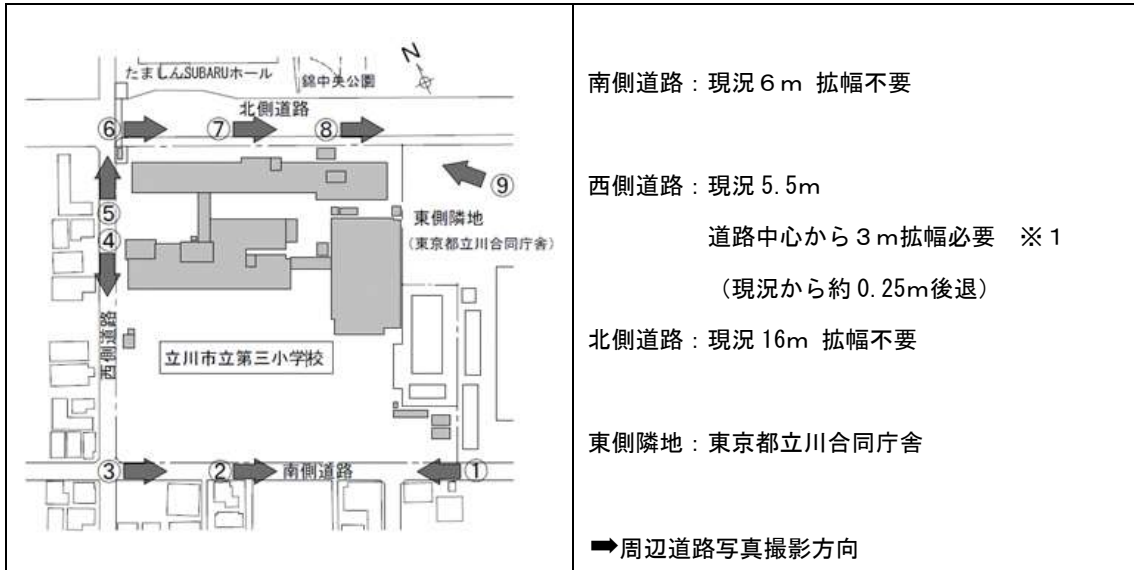 N
たましんSUBARUホール
錦中央公園
北側道路
⑥
⑦
⑧
⑨
⑤
④
東側隣地
(東京都立川合同庁舎)
西側道路
立川市立第三小学校
③
②
南側道路
①
南側道路：現況６ｍ 拡幅不要
西側道路：現況 5.5m
道路中心から３ｍ拡幅必要 ※１
（現況から約 0.25m後退）
北側道路：現況 16m 拡幅不要
東側隣地：東京都立川合同庁舎
➡周辺道路写真撮影方向